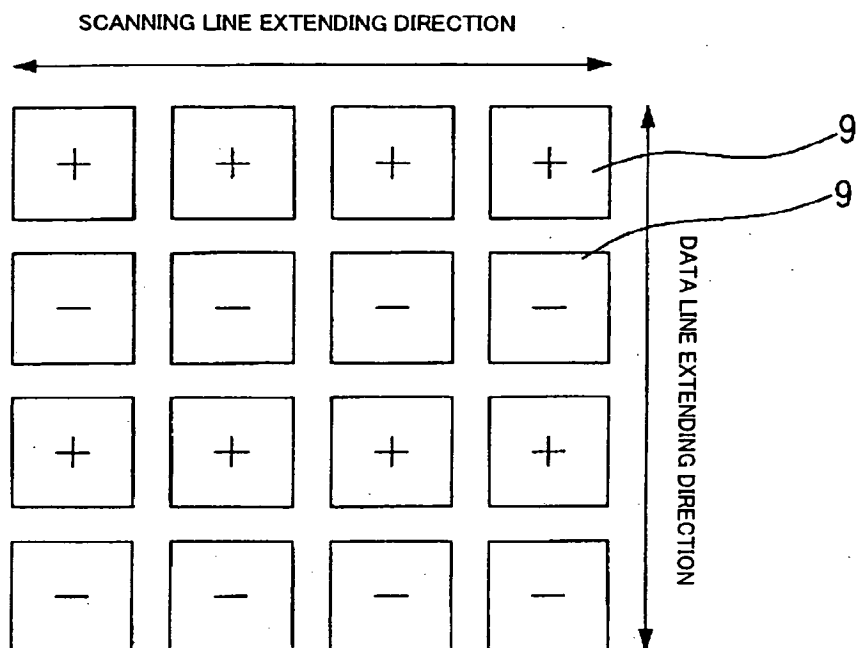 SCANNING LINE EXTENDING DIRECTION
+ + + + 9
9
− − − −
DATA LINE EXTENDING DIRECTION
+ + + +
− − − −